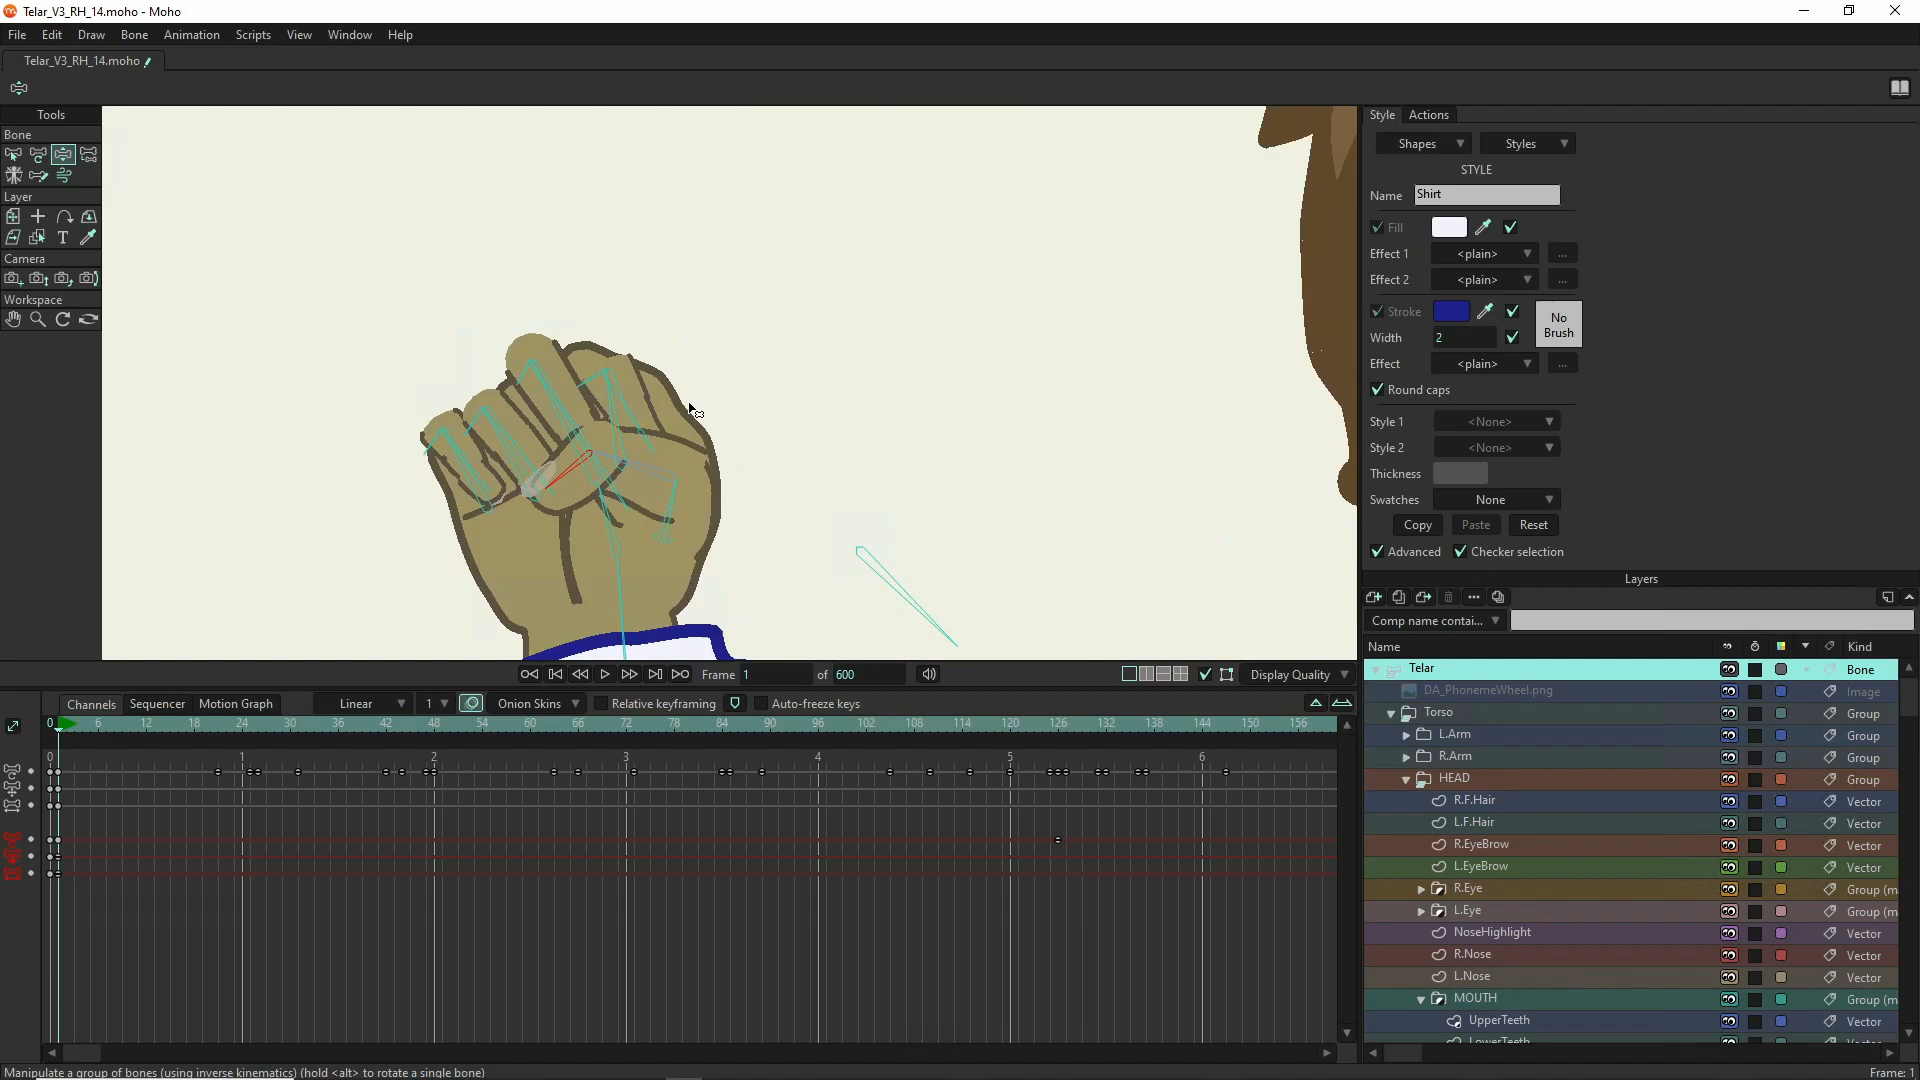 Telar_V3_RH_14.moho - Moho
File Edit Draw Bone Animation Scripts View Window Help
Telar_V3_RH_14.moho
Tools
Bone
Layer
Camera
Workspace
Style Actions
Shapes Styles
STYLE
Name Shirt
Fill
Effect 1 <plain> ...
Effect 2 <plain> ...
Stroke
No Brush
Width 2
Effect <plain> ...
Round caps
Style 1 <None>
Style 2 <None>
Thickness
Swatches None
Copy Paste Reset
Advanced Checker selection
Layers
Comp name contai...
Name Kind
Telar Bone
DA_PhonemeWheel.png Image
Torso Group
L.Arm Group
R.Arm Group
HEAD Group
R.F.Hair Vector
L.F.Hair Vector
R.EyeBrow Vector
L.EyeBrow Vector
R.Eye Group (m
L.Eye Group (m
NoseHighlight Vector
R.Nose Vector
L.Nose Vector
MOUTH Group (m
UpperTeeth Vector
LowerTeeth Vector
Frame 1 of 600 Display Quality
Channels Sequencer Motion Graph Linear 1 Onion Skins Relative keyframing Auto-freeze keys
0 6 12 18 24 30 36 42 48 54 60 66 72 78 84 90 96 102 108 114 120 126 132 138 144 150 156
0 1 2 3 4 5 6
Manipulate a group of bones (using inverse kinematics) (hold <alt> to rotate a single bone) Frame: 1